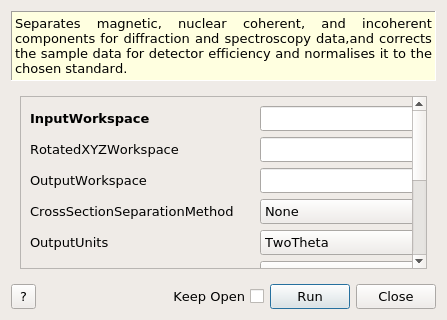 Separates magnetic, nuclear coherent, and incoherent
components for diffraction and spectroscopy data,and corrects
the sample data for detector efficiency and normalises it to the
chosen standard.
InputWorkspace
RotatedXYZWorkspace
OutputWorkspace
CrossSectionSeparationMethod None
OutputUnits TwoTheta
? Keep Open Run Close